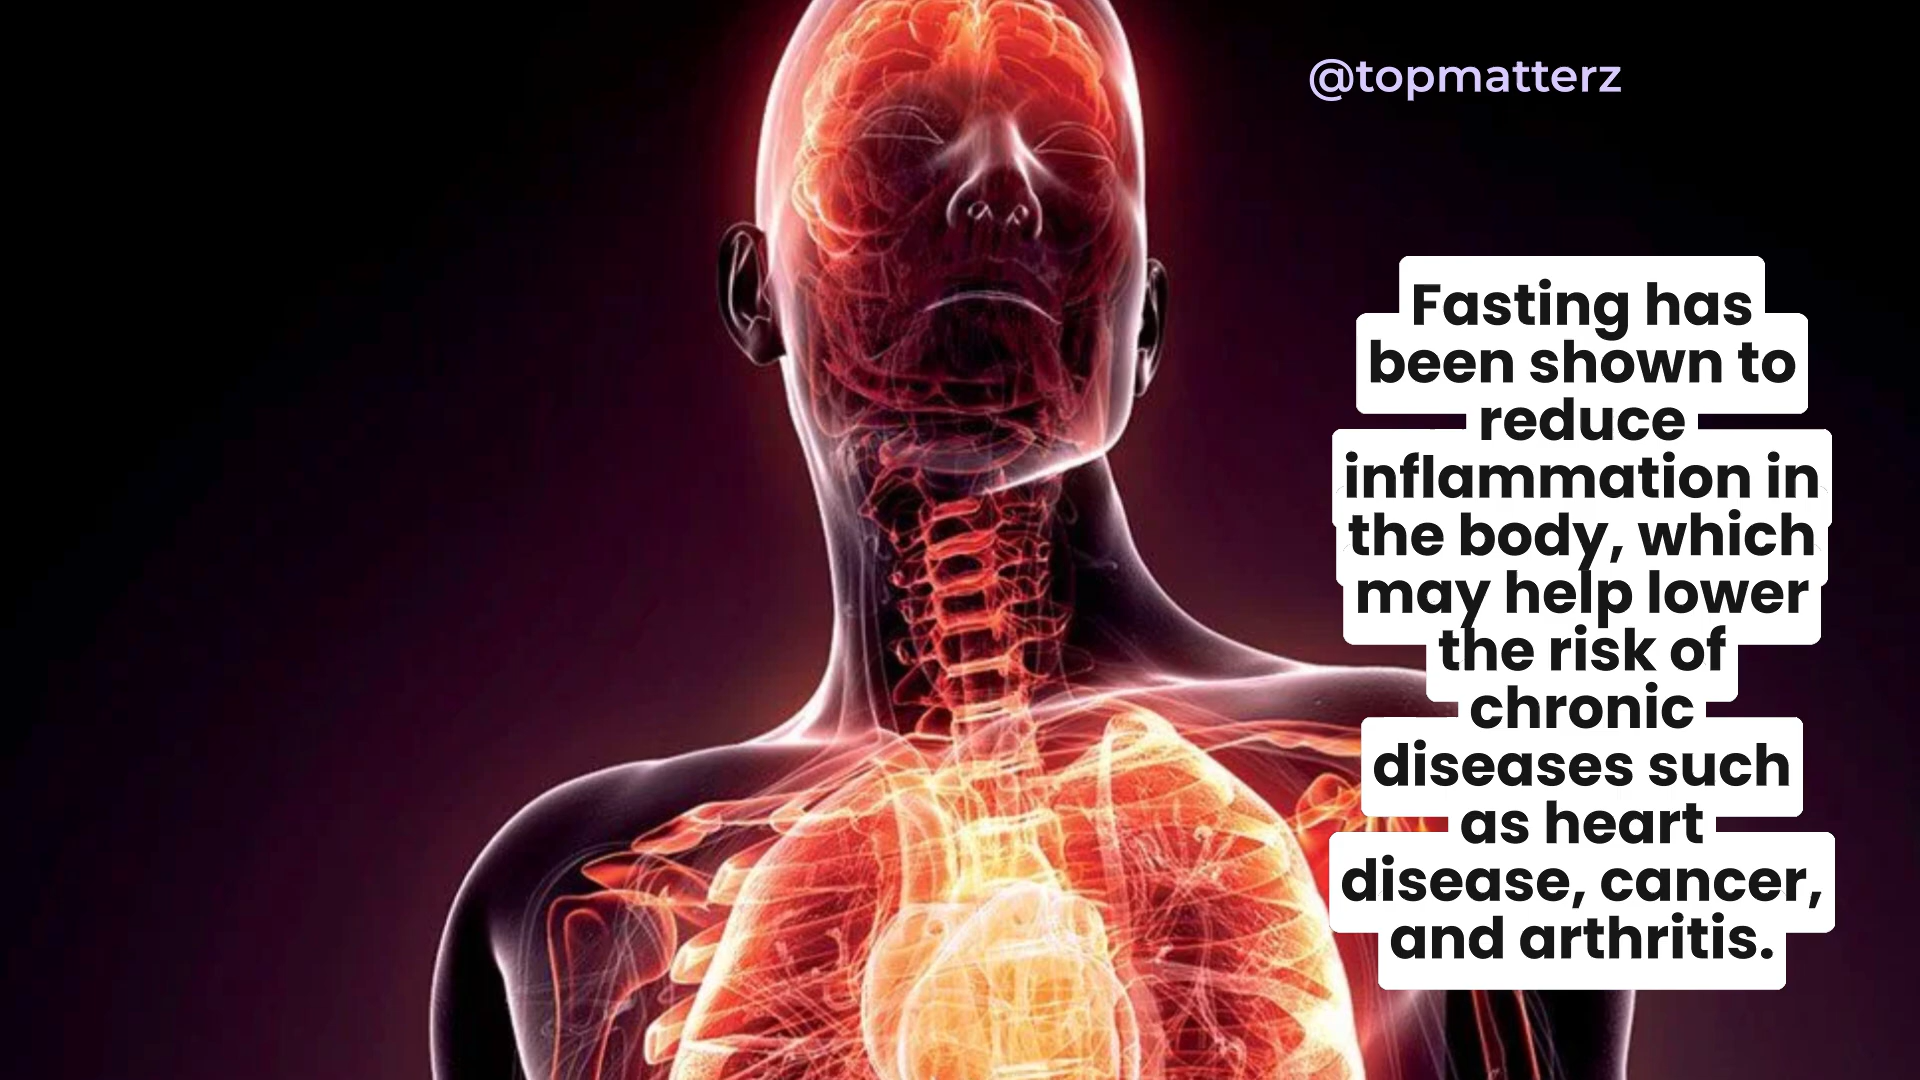 @topmatterz
Fasting has
been shown to
reduce
inflammation in
the body, which
may help lower
the risk of
chronic
diseases such
as heart
disease, cancer,
and arthritis.